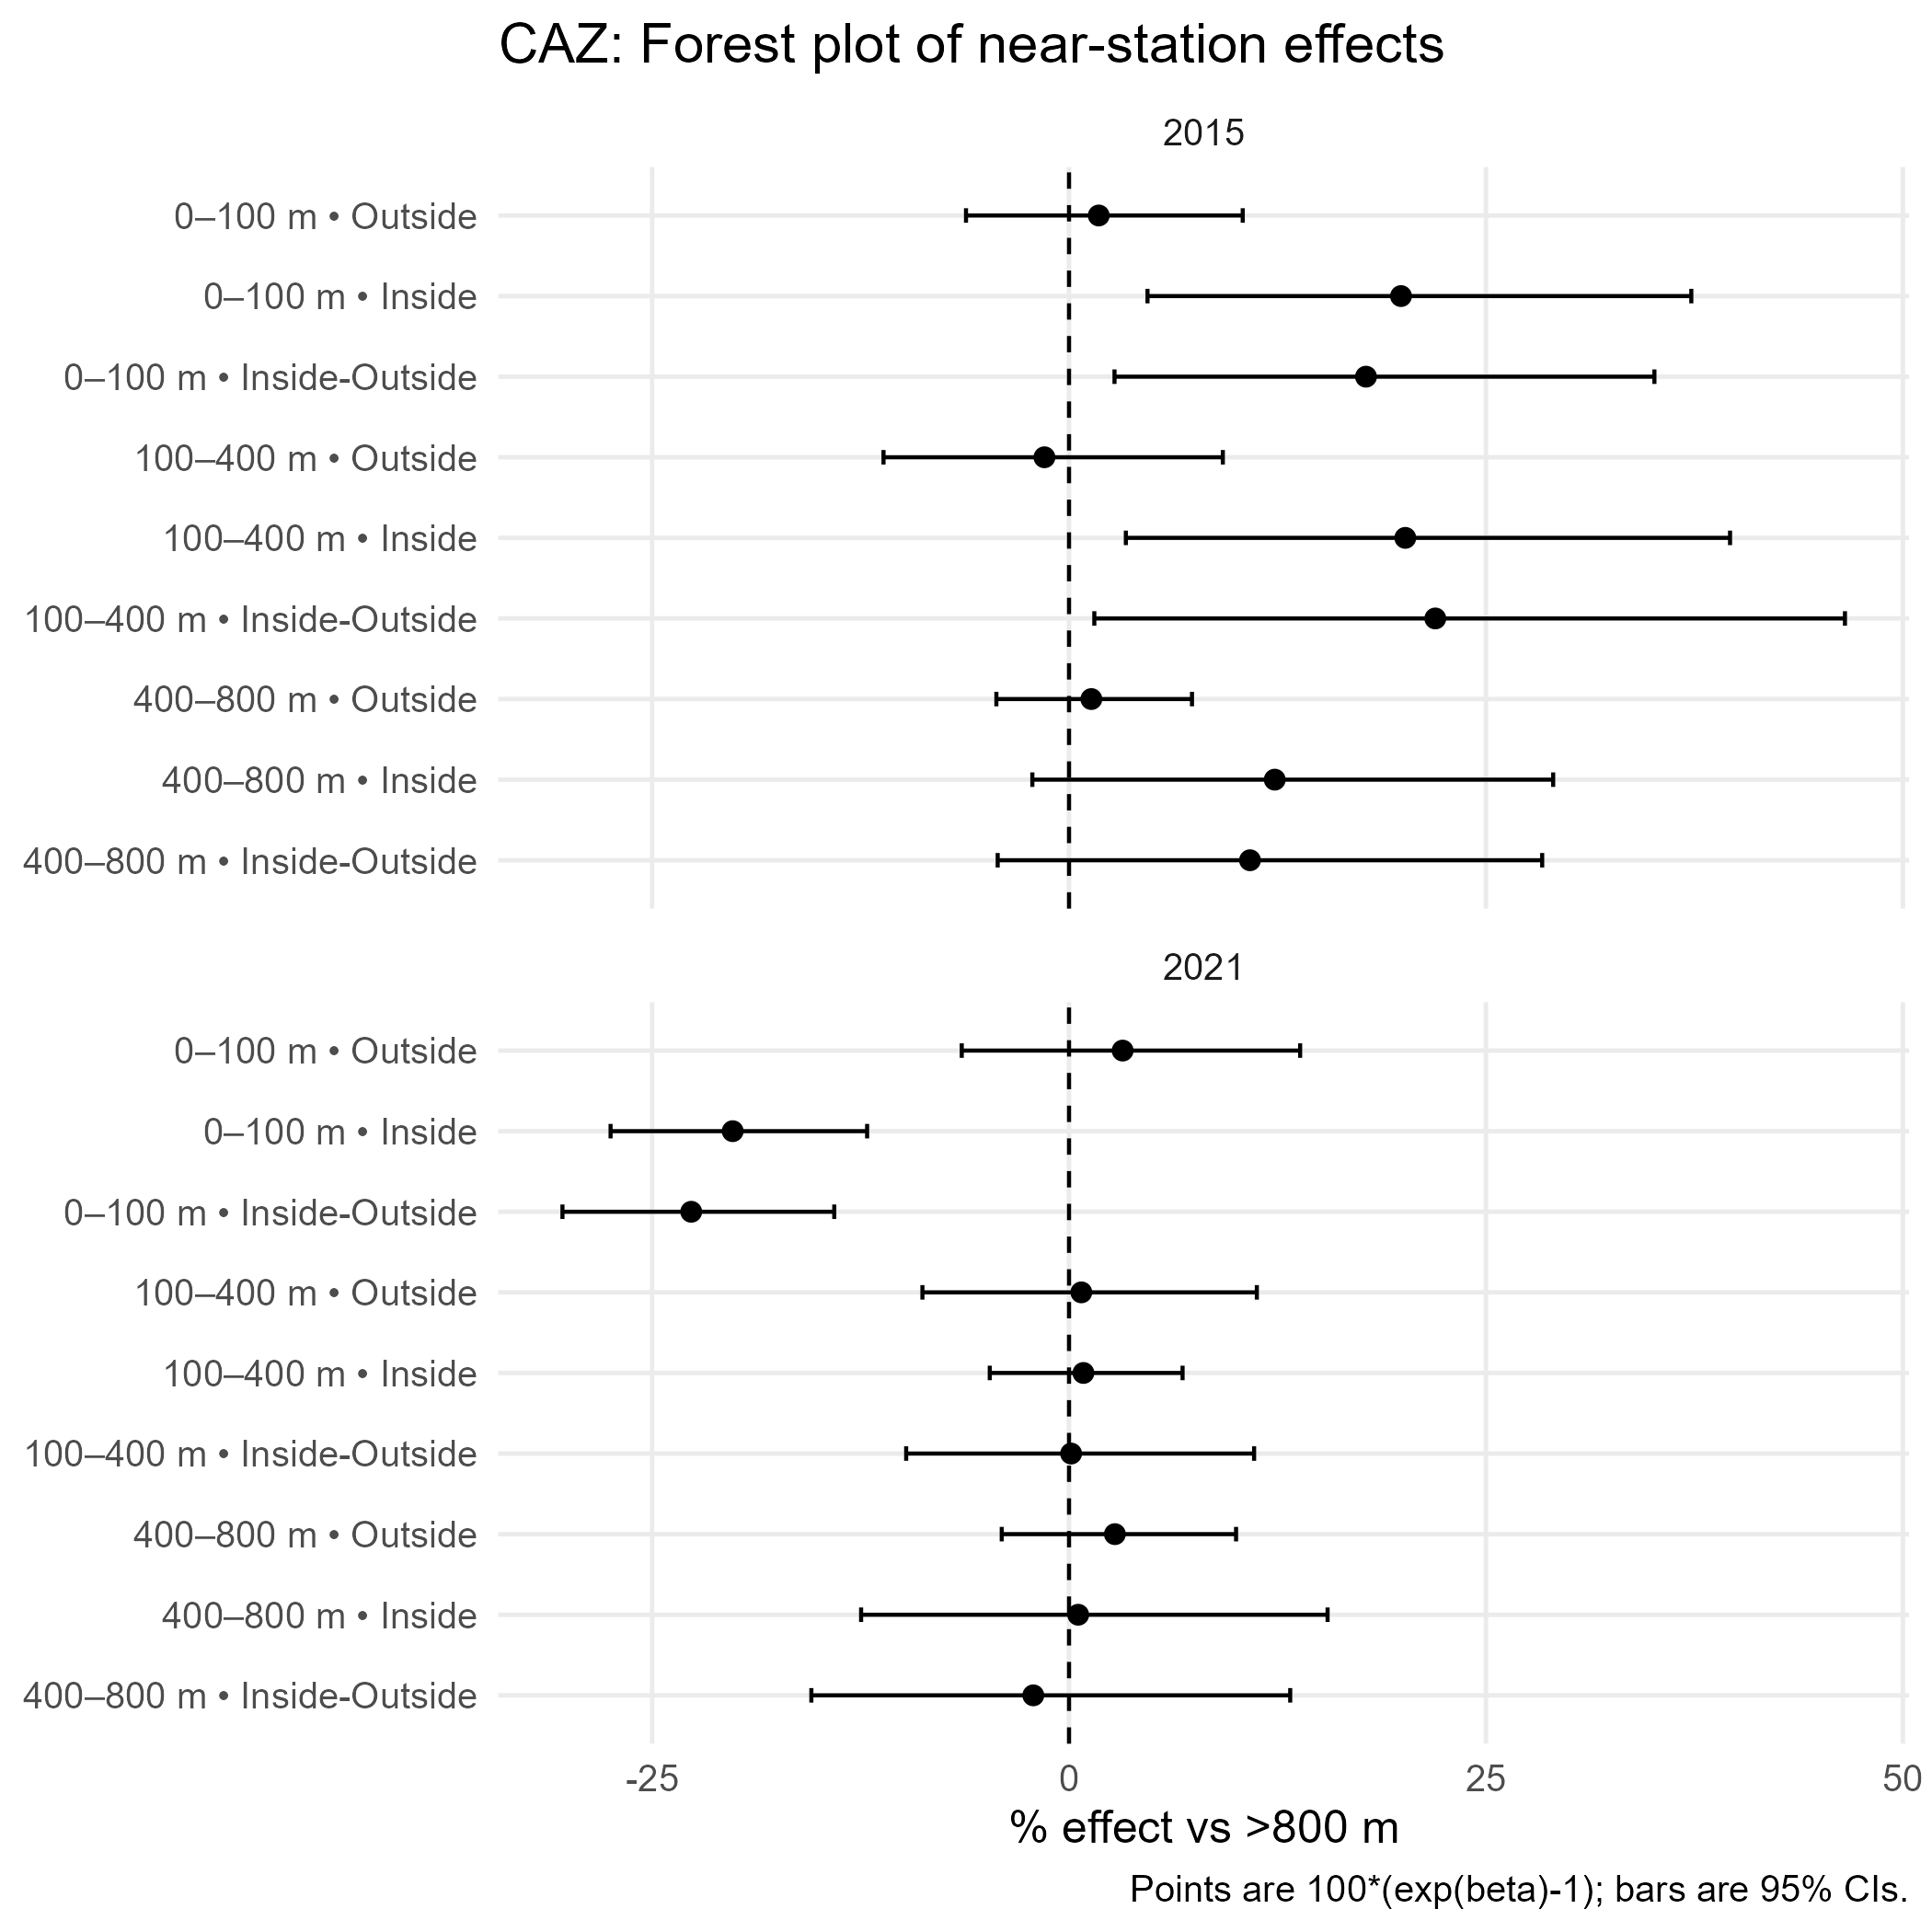 CAZ: Forest plot of near-station effects
2015
0–100 m • Outside
0–100 m • Inside
0–100 m • Inside-Outside
100–400 m • Outside
100–400 m • Inside
100–400 m • Inside-Outside
400–800 m • Outside
400–800 m • Inside
400–800 m • Inside-Outside
2021
0–100 m • Outside
0–100 m • Inside
0–100 m • Inside-Outside
100–400 m • Outside
100–400 m • Inside
100–400 m • Inside-Outside
400–800 m • Outside
400–800 m • Inside
400–800 m • Inside-Outside
-25 0 25 50
% effect vs >800 m
Points are 100*(exp(beta)-1); bars are 95% CIs.